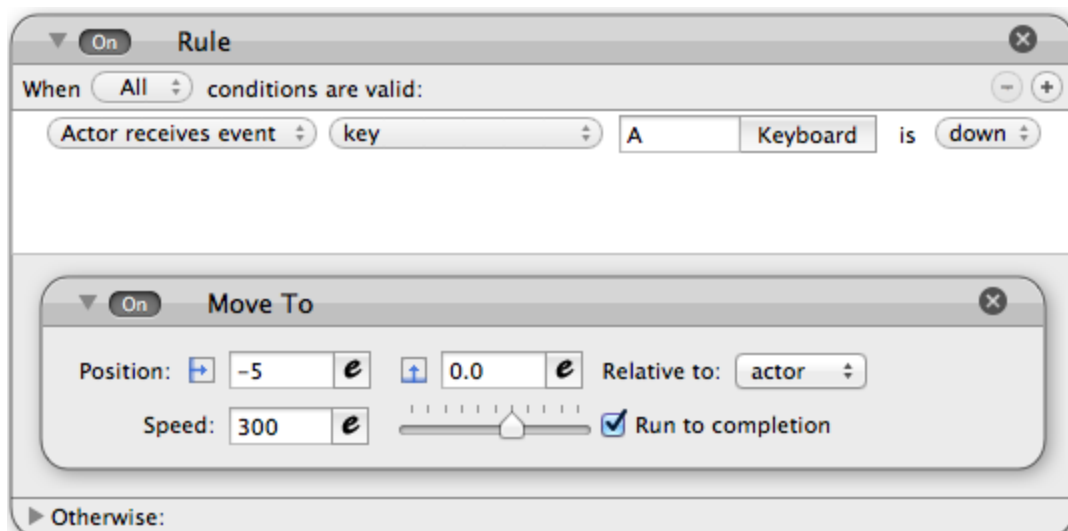 On Rule
When All conditions are valid:
Actor receives event key A Keyboard is down
On Move To
Position: -5 e 0.0 e Relative to: actor
Speed: 300 e Run to completion
Otherwise: